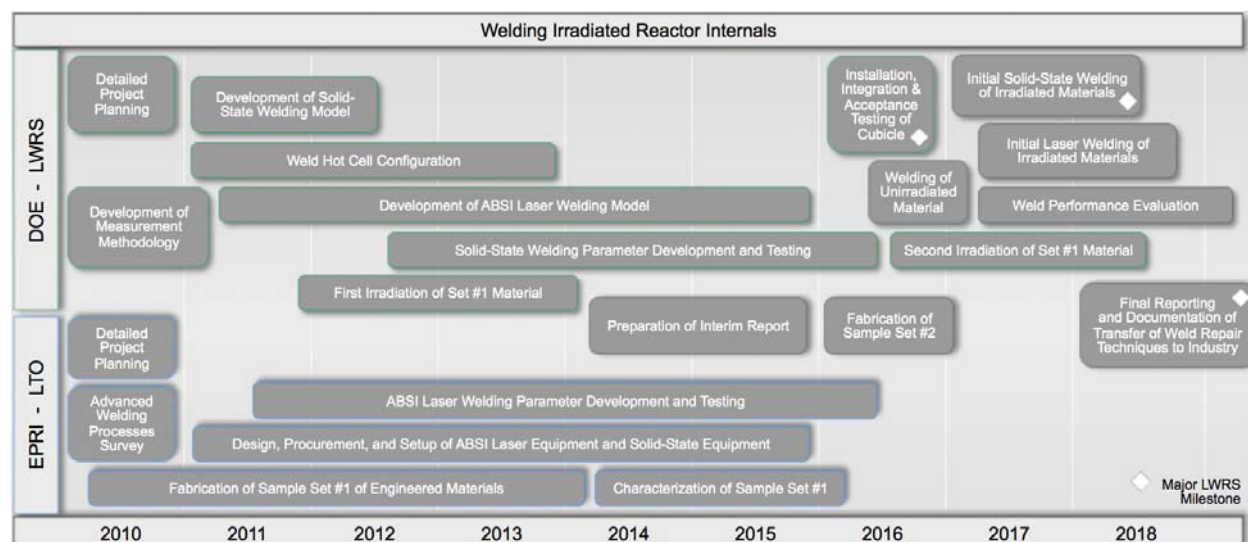 Welding Irradiated Reactor Internals
DOE - LWRS
Detailed
Project
Planning
Development of Solid-
State Welding Model
Installation,
Integration &
Acceptance
Testing of
Cubicle
Initial Solid-State Welding
of Irradiated Materials
Weld Hot Cell Configuration
Initial Laser Welding of
Irradiated Materials
Development of
Measurement
Methodology
Development of ABSI Laser Welding Model
Welding of
Unirradiated
Material
Weld Performance Evaluation
Solid-State Welding Parameter Development and Testing
Second Irradiation of Set #1 Material
First Irradiation of Set #1 Material
Preparation of Interim Report
Fabrication of
Sample Set #2
Final Reporting
and Documentation of
Transfer of Weld Repair
Techniques to Industry
EPRI - LTO
Detailed
Project
Planning
Advanced
Welding
Processes
Survey
ABSI Laser Welding Parameter Development and Testing
Design, Procurement, and Setup of ABSI Laser Equipment and Solid-State Equipment
Fabrication of Sample Set #1 of Engineered Materials
Characterization of Sample Set #1
Major LWRS
Milestone
2010 2011 2012 2013 2014 2015 2016 2017 2018